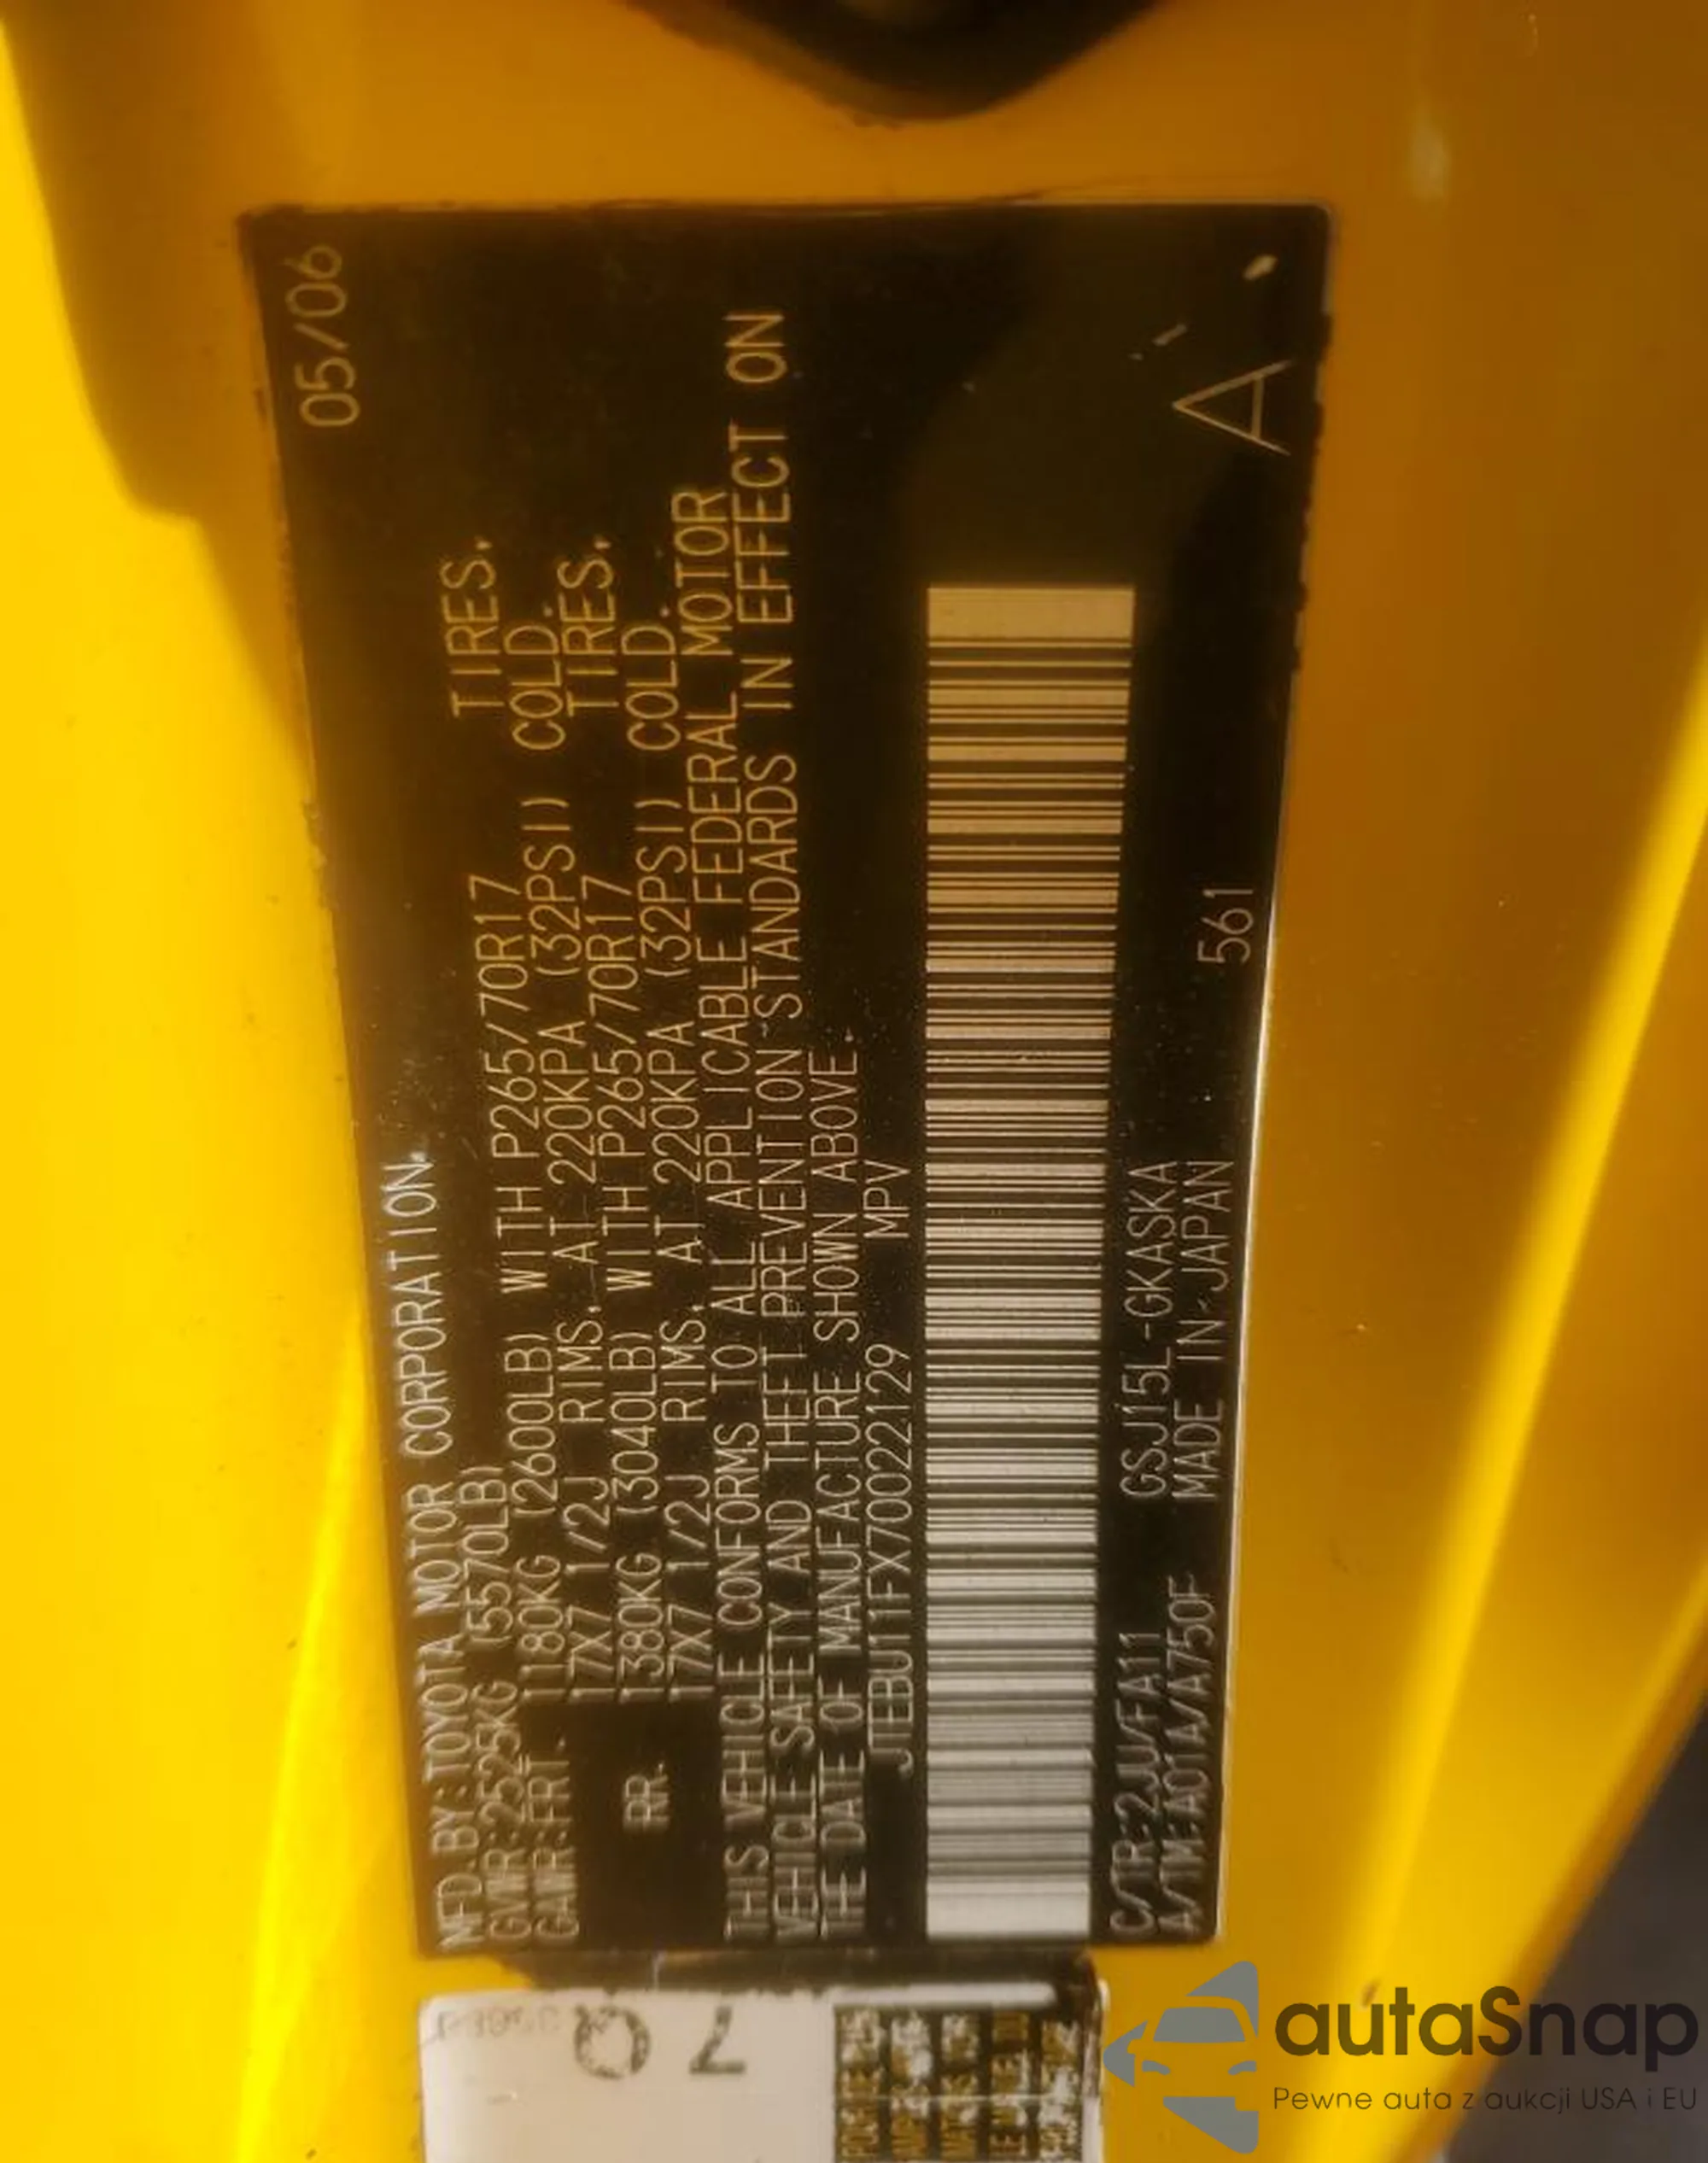 05/06
MFD.BY:TOYOTA MOTOR CORPORATION.
GVWR:2525KG (5570LB)
GAWR:FRT. 1180KG (2600LB) WITH P265/70R17 TIRES,
17X7 1/2J RIMS, AT 220KPA (32PSI) COLD.
RR. 1380KG (3040LB) WITH P265/70R17 TIRES,
17X7 1/2J RIMS, AT 220KPA (32PSI) COLD.
THIS VEHICLE CONFORMS TO ALL APPLICABLE FEDERAL MOTOR
VEHICLE SAFETY AND THEFT PREVENTION STANDARDS IN EFFECT ON
THE DATE OF MANUFACTURE SHOWN ABOVE.
JTEBU11FX70022129 MPV
C/TR:2JU/FA11 GSJ15L-GKASKA
A/TM:A01A/A750F MADE IN JAPAN 561
A
7Q
autaSnap
Pewne auta z aukcji USA i EU